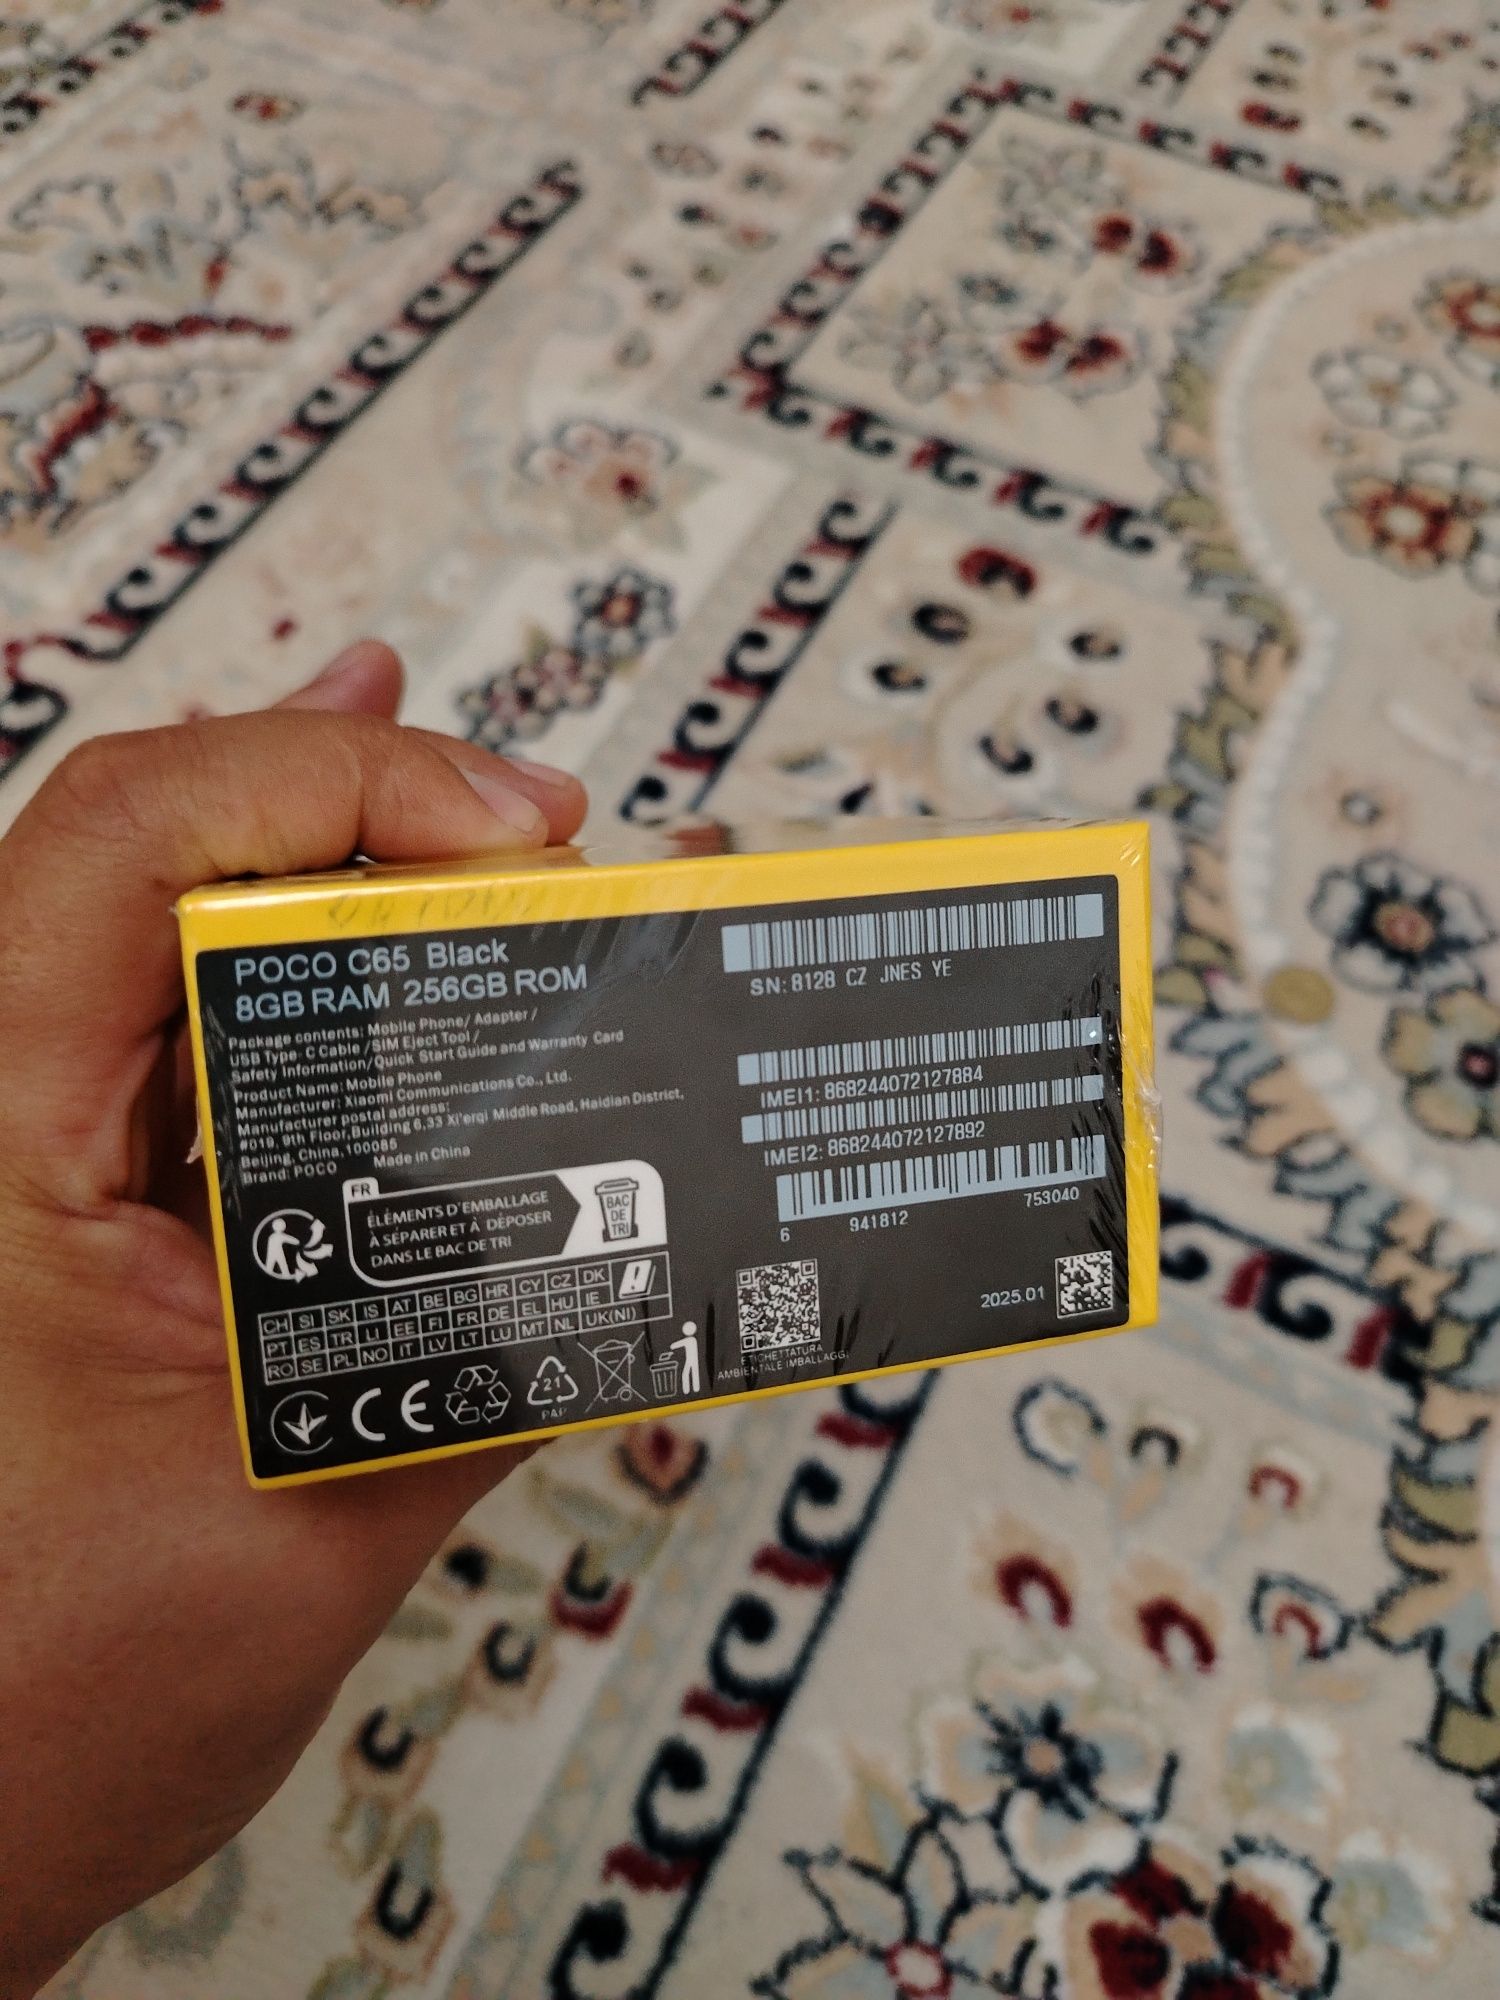 POCO C65 Black
8GB RAM 256GB ROM
Package contents: Mobile Phone/ Adapter /
USB Type-C Cable /SIM Eject Tool /
Safety Information/Quick Start Guide and Warranty Card
Product Name: Mobile Phone
Manufacturer: Xiaomi Communications Co., Ltd.
Manufacturer postal address:
#019, 9th Floor,Building 6,33 Xi'erqi Middle Road, Haidian District,
Beijing, China, 100085
Brand: POCO Made in China
FR
ÉLÉMENTS D'EMBALLAGE
À SÉPARER ET À DÉPOSER
DANS LE BAC DE TRI
BAC
DE
TRI
CH SI SK IS AT BE BG HR CY CZ DK
PT ES TR LI EE FI FR DE EL HU IE
RO SE PL NO IT LV LT LU MT NL UK(NI)
CE
21
PAP
SN: 8128 CZ JNES YE
IMEI1: 868244072127884
IMEI2: 868244072127892
6 941812 753040
ETICHETTATURA
AMBIENTALE IMBALLAGGI
2025.01